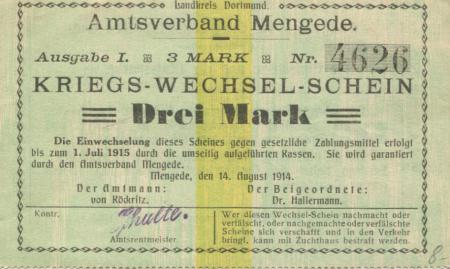 Landkreis Dortmund.
Amtsverband Mengede.
Ausgabe I. 3 MARK Nr. 4626
KRIEGS-WECHSEL-SCHEIN
Drei Mark
Die Einwechselung dieses Scheines gegen gesetzliche Zahlungsmittel erfolgt
bis zum 1. Juli 1915 durch die umseitig aufgeführten Kassen. Sie wird garantiert
durch den Amtsverband Mengede.
Mengede, den 14. August 1914.
Der Amtmann: Der Beigeordnete:
von Röckritz. Dr. Hallermann.
Kontr.
Schulte.
Amtsrentmeister.
Wer diesen Wechsel-Schein nachmacht oder
verfälscht, oder nachgemachte oder verfälschte
sich verschafft und in den Verkehr
bringt, kann mit Zuchthaus bestraft werden.
8-